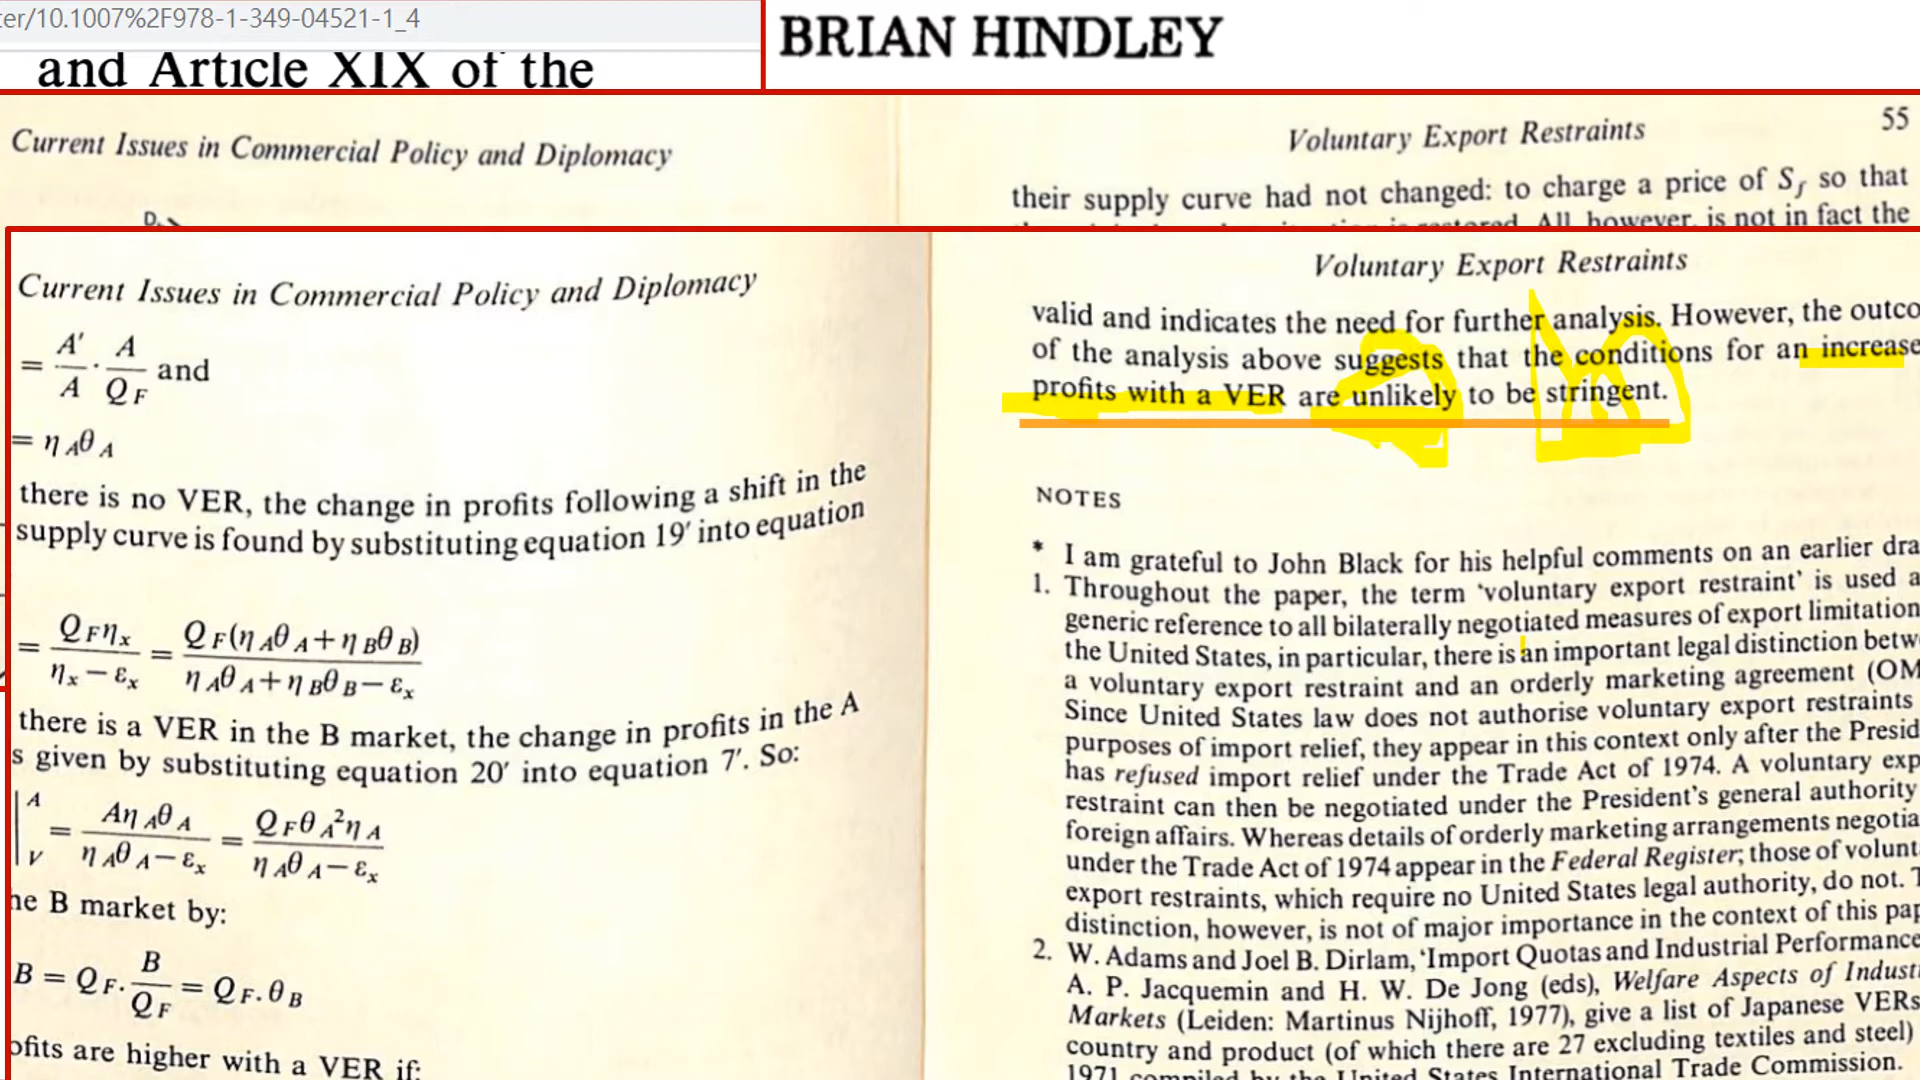 ter/10.1007%2F978-1-349-04521-1_4
and Article XIX of the
BRIAN HINDLEY
Current Issues in Commercial Policy and Diplomacy
D
Voluntary Export Restraints
55
their supply curve had not changed: to charge a price of S_f so that
All, however, is not in fact the
Current Issues in Commercial Policy and Diplomacy
= A'/A · A/Q_F and
= η_Aθ_A
there is no VER, the change in profits following a shift in the
supply curve is found by substituting equation 19′ into equation
= Q_Fη_x / (η_x − ε_x) = Q_F(η_Aθ_A + η_Bθ_B) / (η_Aθ_A + η_Bθ_B − ε_x)
there is a VER in the B market, the change in profits in the A
s given by substituting equation 20′ into equation 7′. So:
|^A_V = Aη_Aθ_A / (η_Aθ_A − ε_x) = Q_Fθ_A²η_A / (η_Aθ_A − ε_x)
he B market by:
B = Q_F. B/Q_F = Q_F.θ_B
ofits are higher with a VER if:
Voluntary Export Restraints
valid and indicates the need for further analysis. However, the outco
of the analysis above suggests that the conditions for an increase
profits with a VER are unlikely to be stringent.
NOTES
* I am grateful to John Black for his helpful comments on an earlier dra
1. Throughout the paper, the term ‘voluntary export restraint’ is used a
generic reference to all bilaterally negotiated measures of export limitation
the United States, in particular, there is an important legal distinction betw
a voluntary export restraint and an orderly marketing agreement (OM
Since United States law does not authorise voluntary export restraints
purposes of import relief, they appear in this context only after the Presid
has refused import relief under the Trade Act of 1974. A voluntary exp
restraint can then be negotiated under the President’s general authority
foreign affairs. Whereas details of orderly marketing arrangements negotia
under the Trade Act of 1974 appear in the Federal Register, those of volunt
export restraints, which require no United States legal authority, do not. T
distinction, however, is not of major importance in the context of this pap
2. W. Adams and Joel B. Dirlam, ‘Import Quotas and Industrial Performance
A. P. Jacquemin and H. W. De Jong (eds), Welfare Aspects of Industr
Markets (Leiden: Martinus Nijhoff, 1977), give a list of Japanese VERs
country and product (of which there are 27 excluding textiles and steel)
1971 compiled by the United States International Trade Commission.